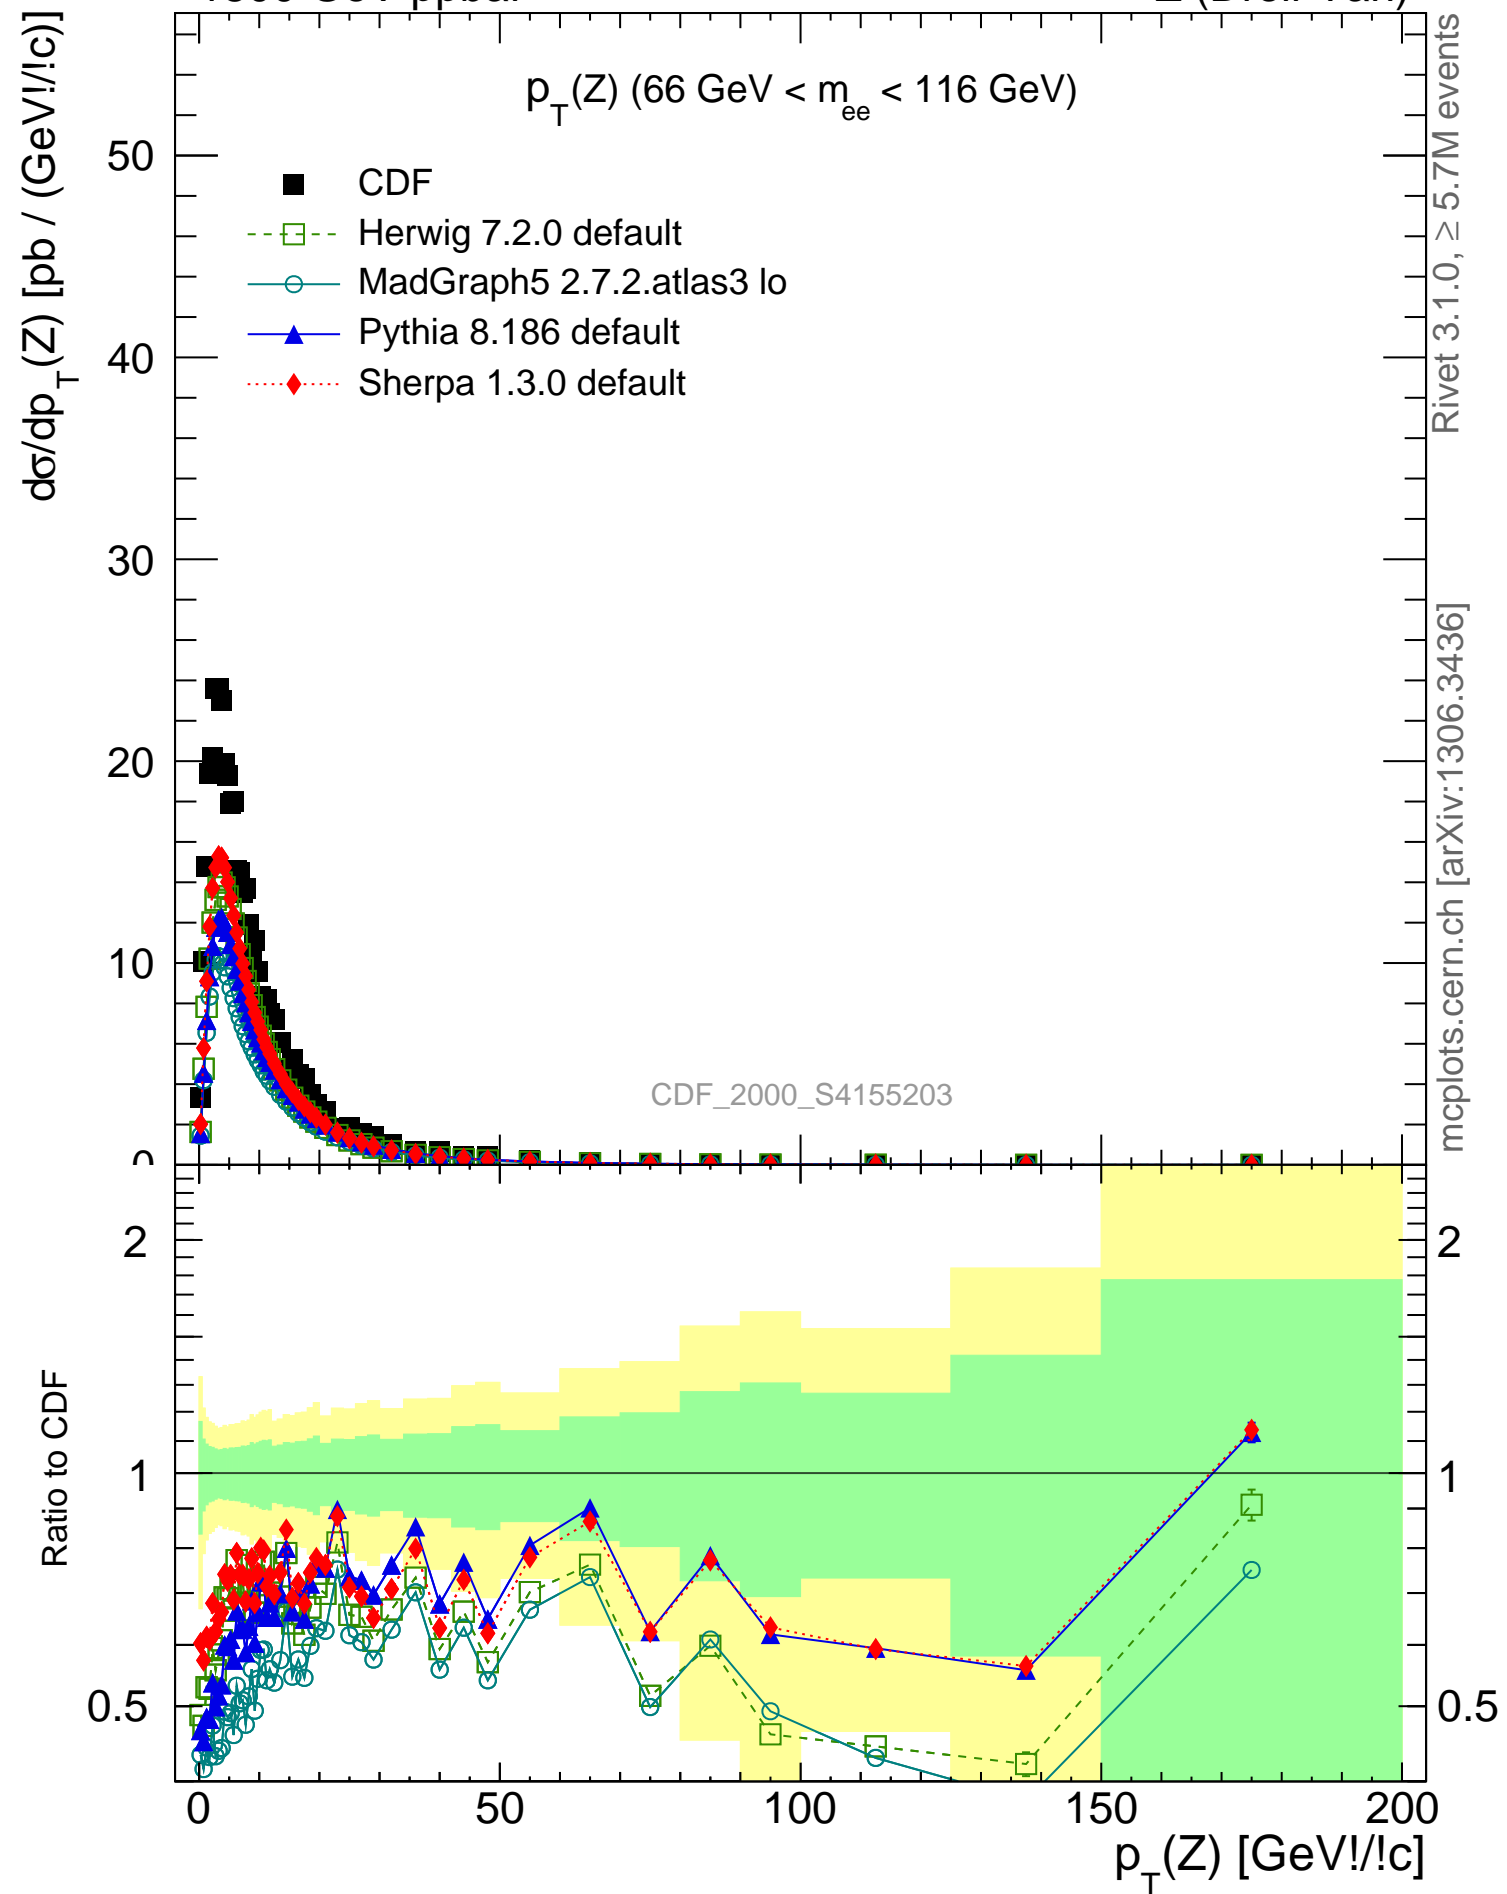 p_T(Z) (66 GeV < m_ee < 116 GeV)
dσ/dp_T(Z) [pb / (GeV!/!c)]
50
40
30
20
10
0
CDF
Herwig 7.2.0 default
MadGraph5 2.7.2.atlas3 lo
Pythia 8.186 default
Sherpa 1.3.0 default
CDF_2000_S4155203
Rivet 3.1.0, ≥ 5.7M events
mcplots.cern.ch [arXiv:1306.3436]
Ratio to CDF
2
1
0.5
2
1
0.5
0
50
100
150
200
p_T(Z) [GeV!/!c]